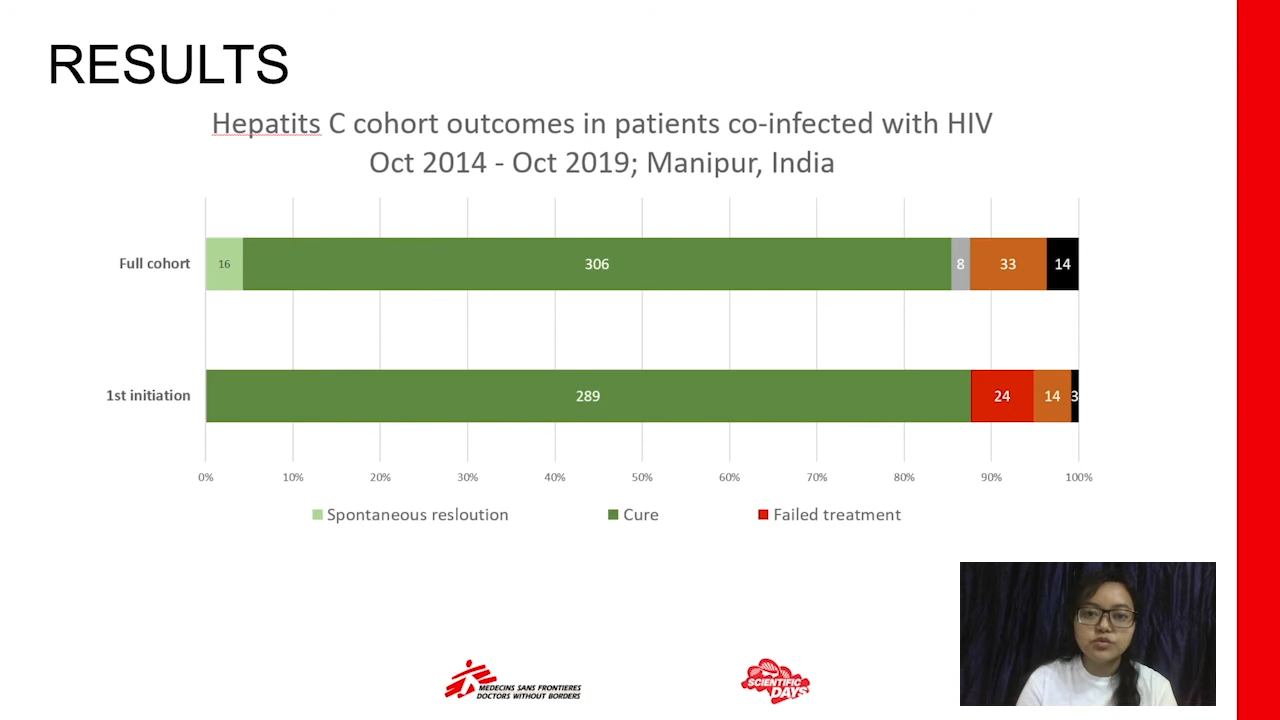 RESULTS
Hepatits C cohort outcomes in patients co-infected with HIV
Oct 2014 - Oct 2019; Manipur, India
Full cohort
16
306
8
33
14
1st initiation
289
24
14
3
0%
10%
20%
30%
40%
50%
60%
70%
80%
90%
100%
Spontaneous resloution
Cure
Failed treatment
MEDECINS SANS FRONTIERES
DOCTORS WITHOUT BORDERS
SCIENTIFIC
DAYS